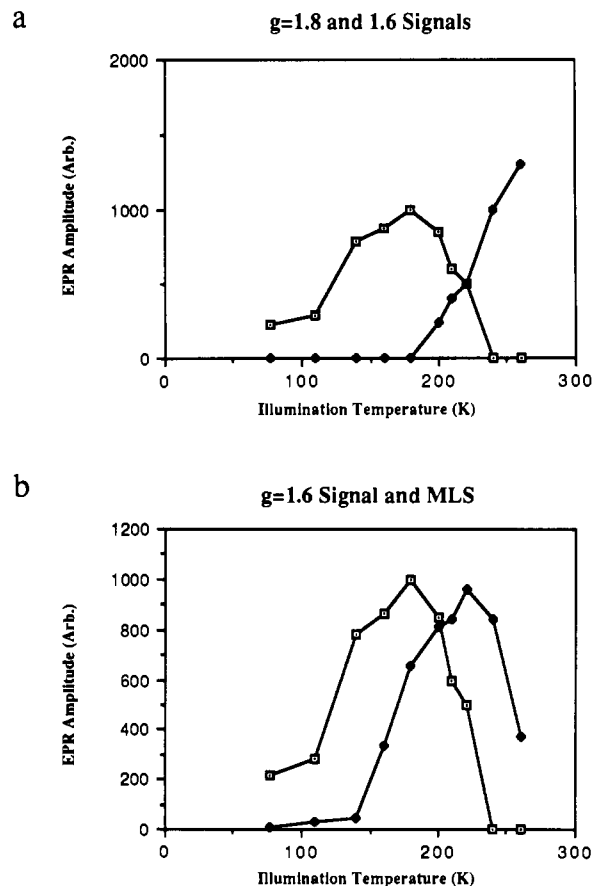 a
g=1.8 and 1.6 Signals
EPR Amplitude (Arb.)
2000
1000
0
0
100
200
300
Illumination Temperature (K)
b
g=1.6 Signal and MLS
EPR Amplitude (Arb.)
1200
1000
800
600
400
200
0
0
100
200
300
Illumination Temperature (K)